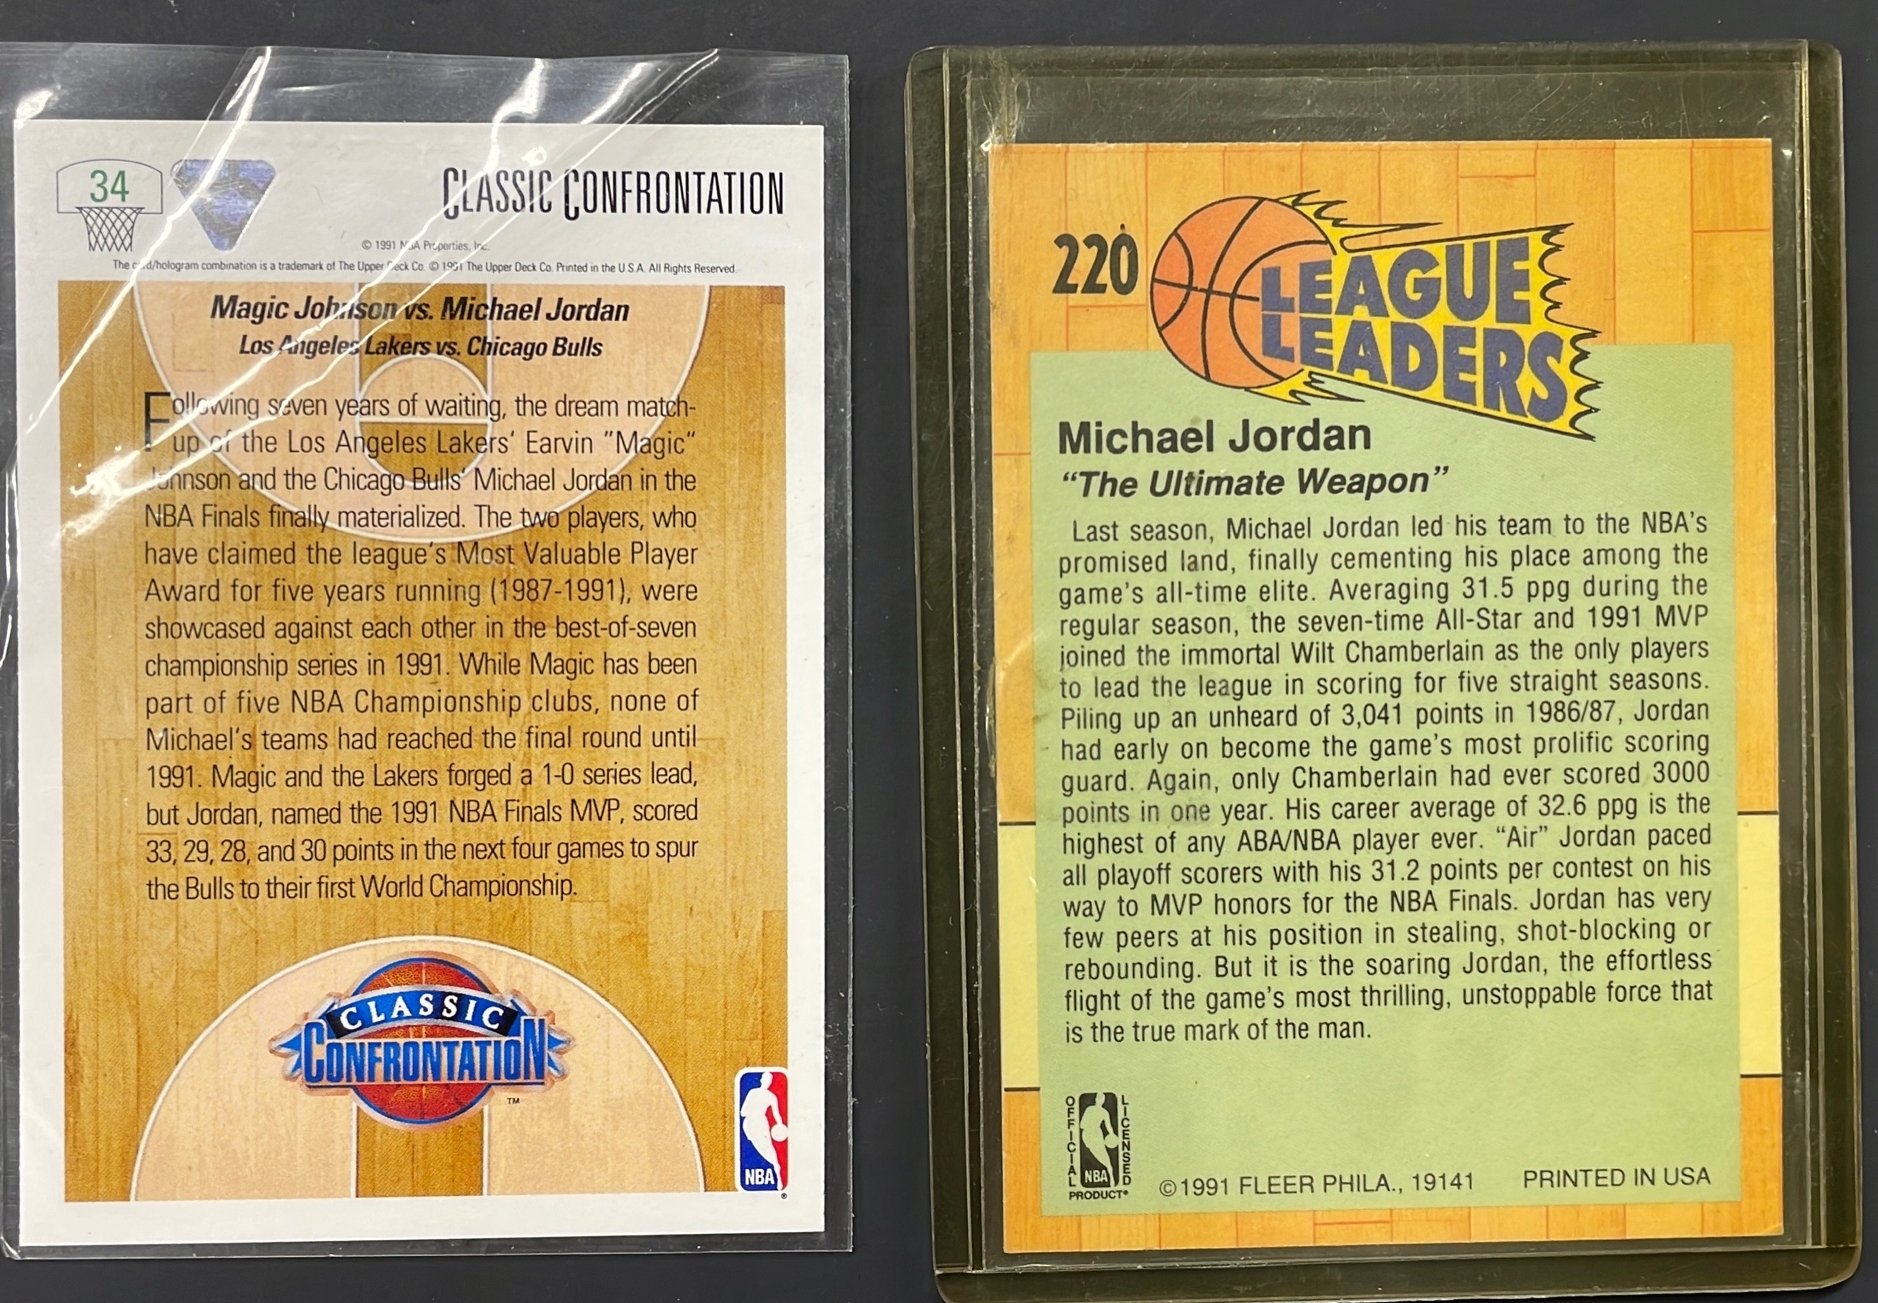 34
CLASSIC CONFRONTATION
© 1991 NBA Properties, Inc.
The card/hologram combination is a trademark of The Upper Deck Co. © 1991 The Upper Deck Co. Printed in the U.S.A. All Rights Reserved.
Magic Johnson vs. Michael Jordan
Los Angeles Lakers vs. Chicago Bulls
Following seven years of waiting, the dream match-
up of the Los Angeles Lakers' Earvin "Magic"
Johnson and the Chicago Bulls' Michael Jordan in the
NBA Finals finally materialized. The two players, who
have claimed the league's Most Valuable Player
Award for five years running (1987-1991), were
showcased against each other in the best-of-seven
championship series in 1991. While Magic has been
part of five NBA Championship clubs, none of
Michael's teams had reached the final round until
1991. Magic and the Lakers forged a 1-0 series lead,
but Jordan, named the 1991 NBA Finals MVP, scored
33, 29, 28, and 30 points in the next four games to spur
the Bulls to their first World Championship.
CLASSIC
CONFRONTATION
TM
NBA
®
220
LEAGUE
LEADERS
Michael Jordan
"The Ultimate Weapon"
Last season, Michael Jordan led his team to the NBA's
promised land, finally cementing his place among the
game's all-time elite. Averaging 31.5 ppg during the
regular season, the seven-time All-Star and 1991 MVP
joined the immortal Wilt Chamberlain as the only players
to lead the league in scoring for five straight seasons.
Piling up an unheard of 3,041 points in 1986/87, Jordan
had early on become the game's most prolific scoring
guard. Again, only Chamberlain had ever scored 3000
points in one year. His career average of 32.6 ppg is the
highest of any ABA/NBA player ever. "Air" Jordan paced
all playoff scorers with his 31.2 points per contest on his
way to MVP honors for the NBA Finals. Jordan has very
few peers at his position in stealing, shot-blocking or
rebounding. But it is the soaring Jordan, the effortless
flight of the game's most thrilling, unstoppable force that
is the true mark of the man.
OFFICIAL
NBA
LICENSED
PRODUCT®
©1991 FLEER PHILA., 19141 PRINTED IN USA